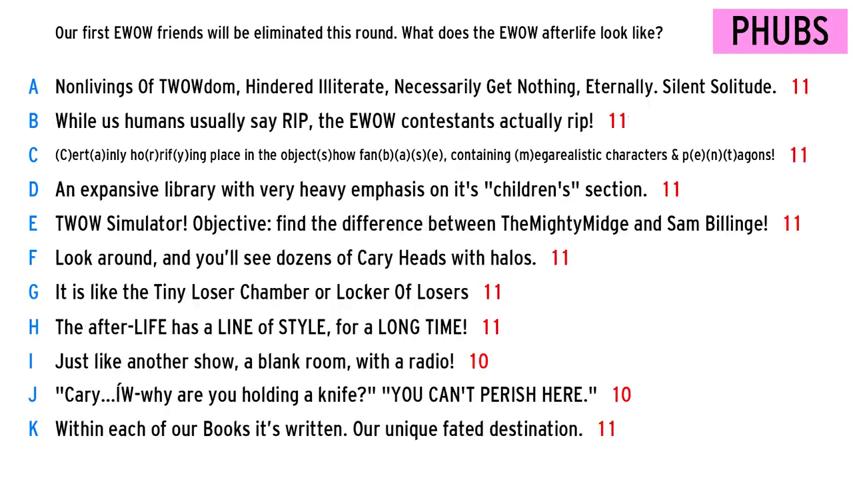 Our first EWOW friends will be eliminated this round. What does the EWOW afterlife look like?
PHUBS
A Nonlivings Of TWOWdom, Hindered Illiterate, Necessarily Get Nothing, Eternally. Silent Solitude. 11
B While us humans usually say RIP, the EWOW contestants actually rip! 11
C (C)ert(a)inly ho(r)rif(y)ing place in the object(s)how fan(b)(a)(s)(e), containing (m)egarealistic characters & p(e)(n)(t)agons! 11
D An expansive library with very heavy emphasis on it's "children's" section. 11
E TWOW Simulator! Objective: find the difference between TheMightyMidge and Sam Billinge! 11
F Look around, and you'll see dozens of Cary Heads with halos. 11
G It is like the Tiny Loser Chamber or Locker Of Losers 11
H The after-LIFE has a LINE of STYLE, for a LONG TIME! 11
I Just like another show, a blank room, with a radio! 10
J "Cary...ÍW-why are you holding a knife?" "YOU CAN'T PERISH HERE." 10
K Within each of our Books it's written. Our unique fated destination. 11